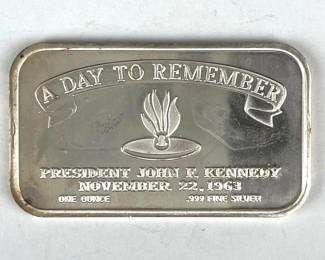 A DAY TO REMEMBER
PRESIDENT JOHN F. KENNEDY
NOVEMBER 22, 1963
ONE OUNCE .999 FINE SILVER